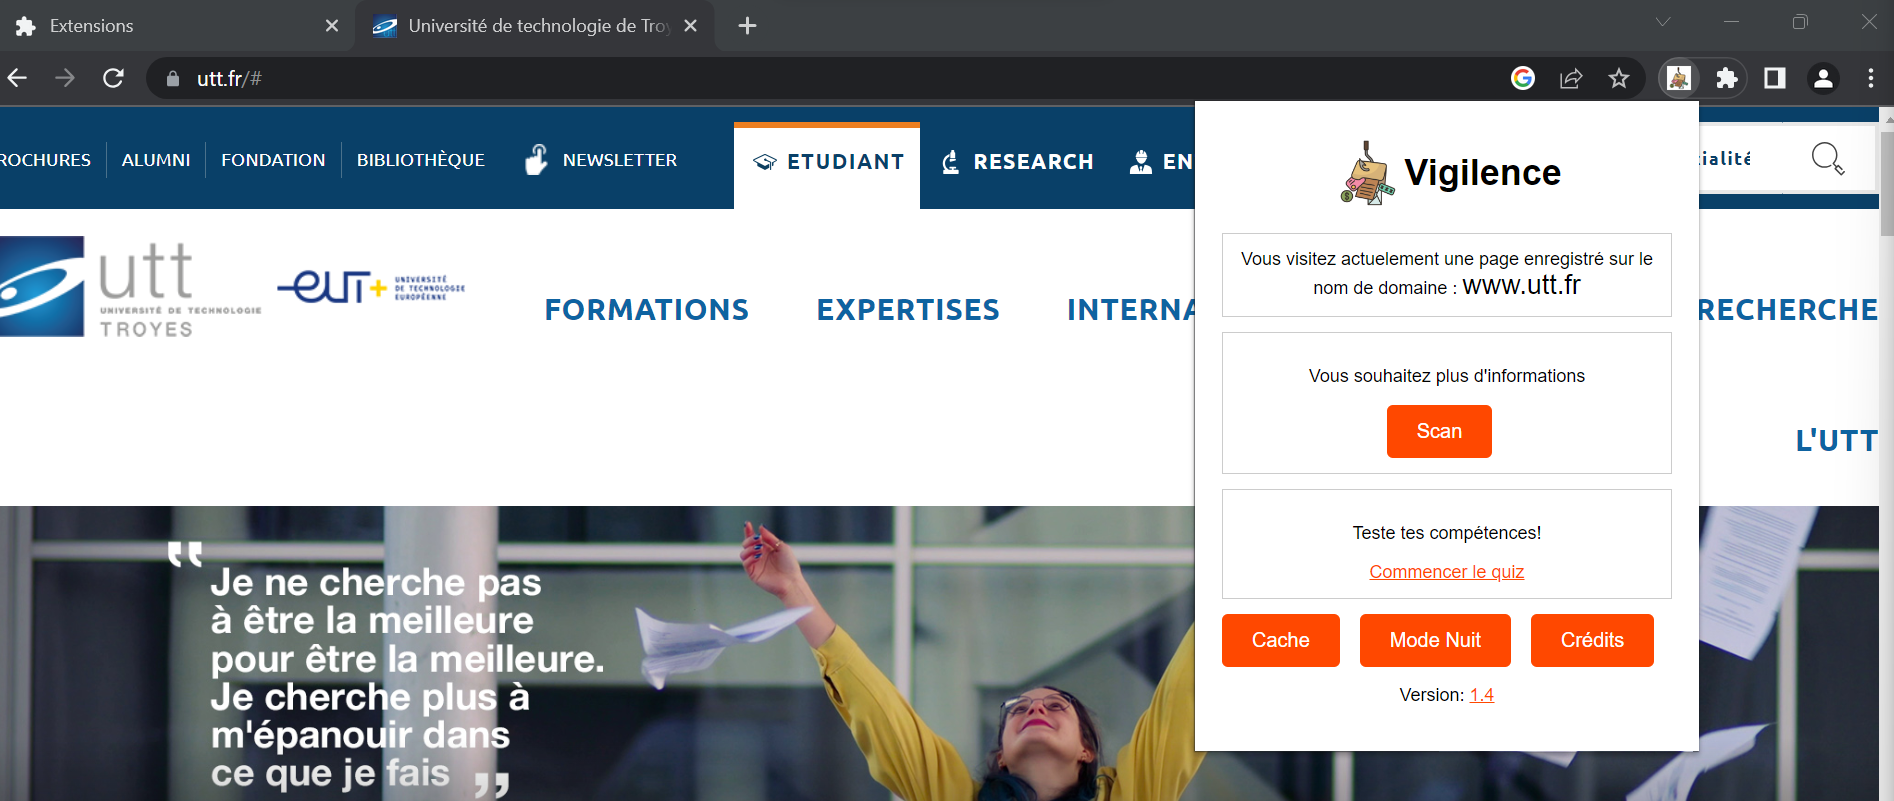 Extensions
Université de technologie de Troy
utt.fr/#
ROCHURES
ALUMNI
FONDATION
BIBLIOTHÈQUE
NEWSLETTER
ETUDIANT
RESEARCH
EN
cialité
utt
UNIVERSITÉ DE TECHNOLOGIE
TROYES
EUT+
UNIVERSITÉ
DE TECHNOLOGIE
EUROPÉENNE
FORMATIONS
EXPERTISES
INTERNA
RECHERCHE
L'UTT
"Je ne cherche pas
à être la meilleure
pour être la meilleure.
Je cherche plus à
m'épanouir dans
ce que je fais"
Vigilence
Vous visitez actuelement une page enregistré sur le
nom de domaine : www.utt.fr
Vous souhaitez plus d'informations
Scan
Teste tes compétences!
Commencer le quiz
Cache
Mode Nuit
Crédits
Version: 1.4